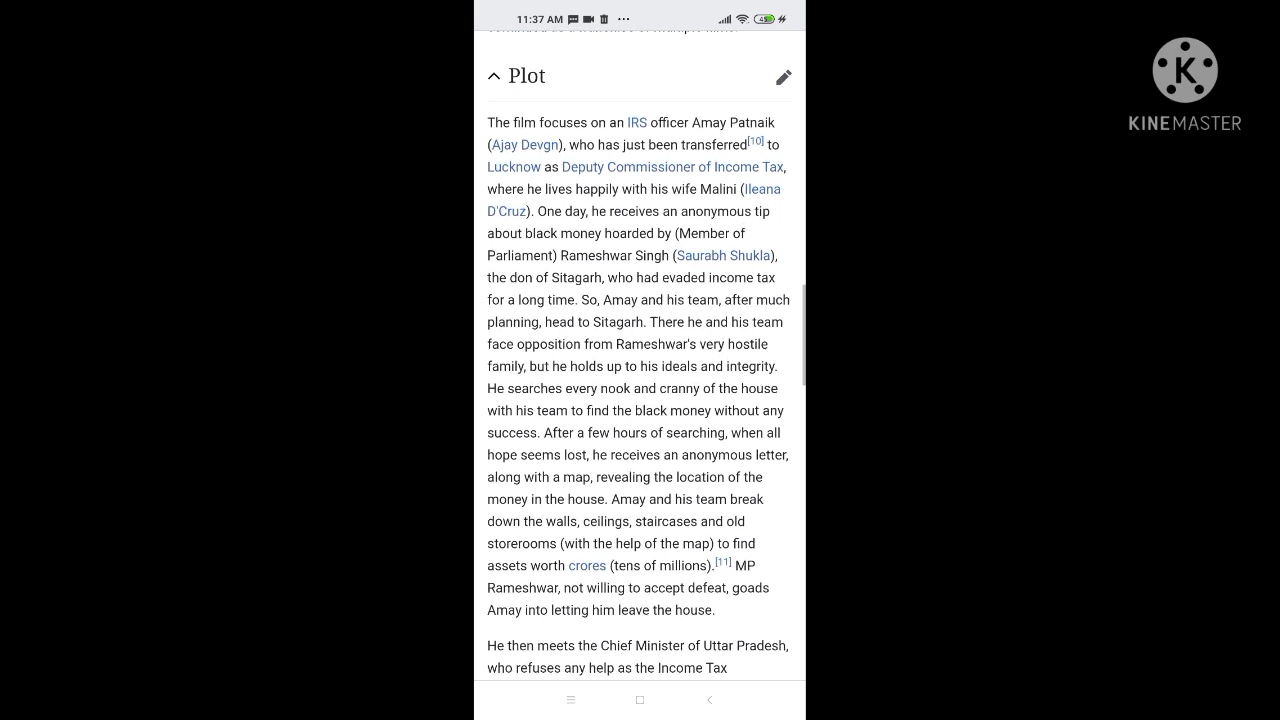 11:37 AM
45
KINEMASTER
Plot
The film focuses on an IRS officer Amay Patnaik
(Ajay Devgn), who has just been transferred[10] to
Lucknow as Deputy Commissioner of Income Tax,
where he lives happily with his wife Malini (Ileana
D'Cruz). One day, he receives an anonymous tip
about black money hoarded by (Member of
Parliament) Rameshwar Singh (Saurabh Shukla),
the don of Sitagarh, who had evaded income tax
for a long time. So, Amay and his team, after much
planning, head to Sitagarh. There he and his team
face opposition from Rameshwar's very hostile
family, but he holds up to his ideals and integrity.
He searches every nook and cranny of the house
with his team to find the black money without any
success. After a few hours of searching, when all
hope seems lost, he receives an anonymous letter,
along with a map, revealing the location of the
money in the house. Amay and his team break
down the walls, ceilings, staircases and old
storerooms (with the help of the map) to find
assets worth crores (tens of millions).[11] MP
Rameshwar, not willing to accept defeat, goads
Amay into letting him leave the house.
He then meets the Chief Minister of Uttar Pradesh,
who refuses any help as the Income Tax